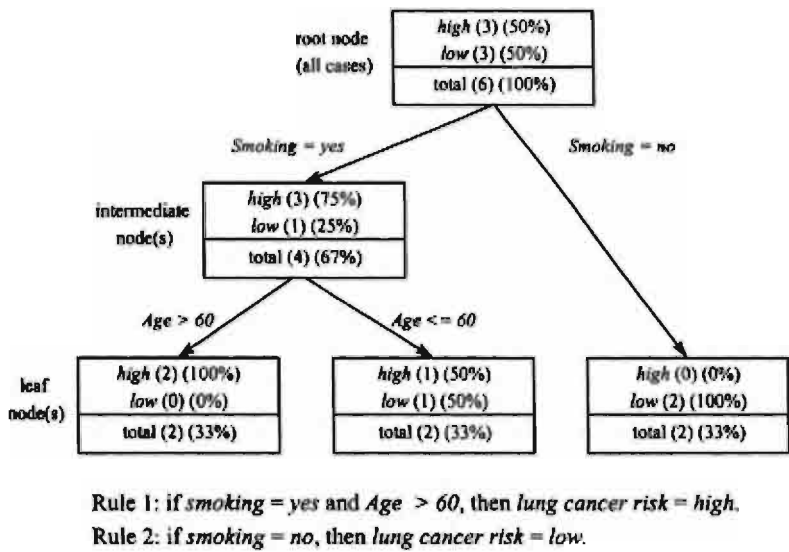 root node
(all cases)
high (3) (50%)
low (3) (50%)
total (6) (100%)
Smoking = yes
Smoking = no
intermediate
node(s)
high (3) (75%)
low (1) (25%)
total (4) (67%)
Age > 60
Age <= 60
leaf
node(s)
high (2) (100%)
low (0) (0%)
total (2) (33%)
high (1) (50%)
low (1) (50%)
total (2) (33%)
high (0) (0%)
low (2) (100%)
total (2) (33%)
Rule 1: if smoking = yes and Age > 60, then lung cancer risk = high.
Rule 2: if smoking = no, then lung cancer risk = low.